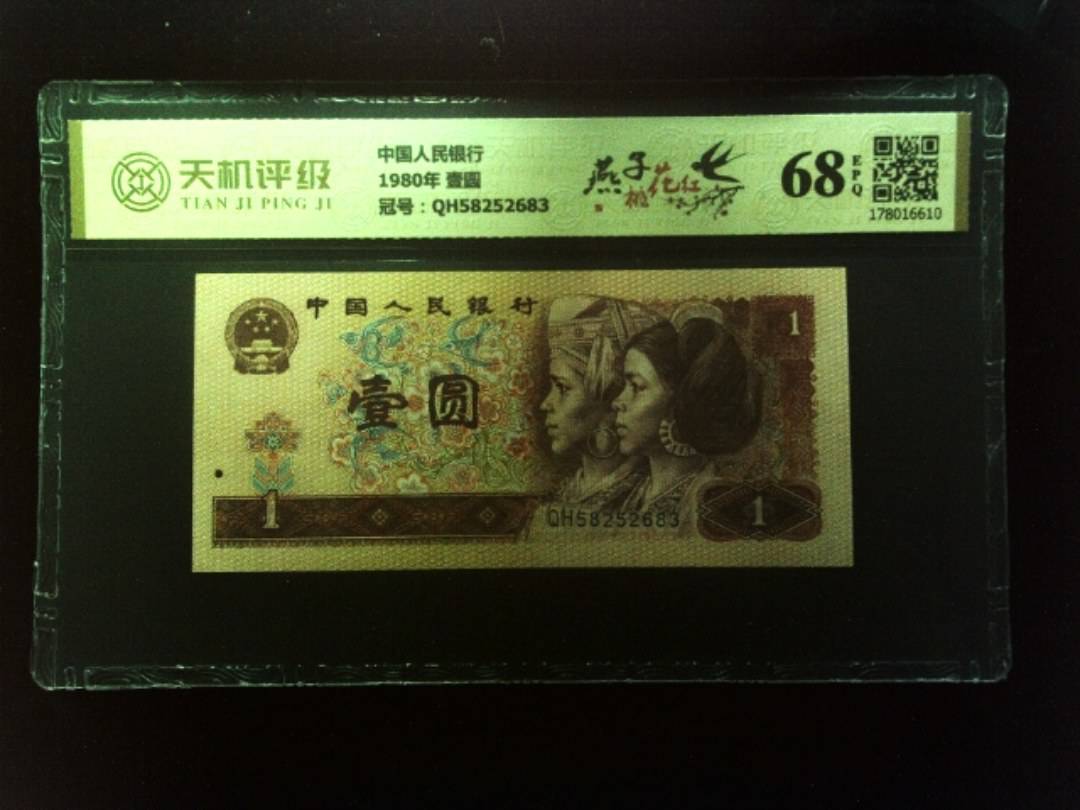 天机评级
TIAN JI PING JI
中国人民银行
1980年 壹圆
冠号：QH58252683
燕子
桃花红
68
EPQ
178016610
中国人民银行
壹圆
1
1
QH58252683
1